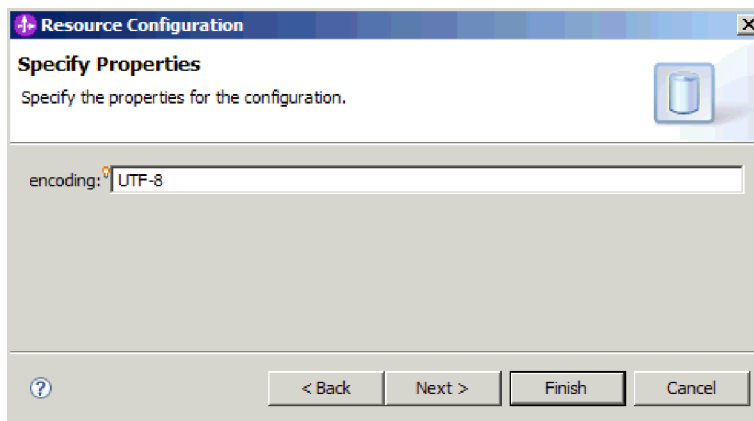 Resource Configuration
Specify Properties
Specify the properties for the configuration.
encoding: UTF-8
? < Back Next > Finish Cancel